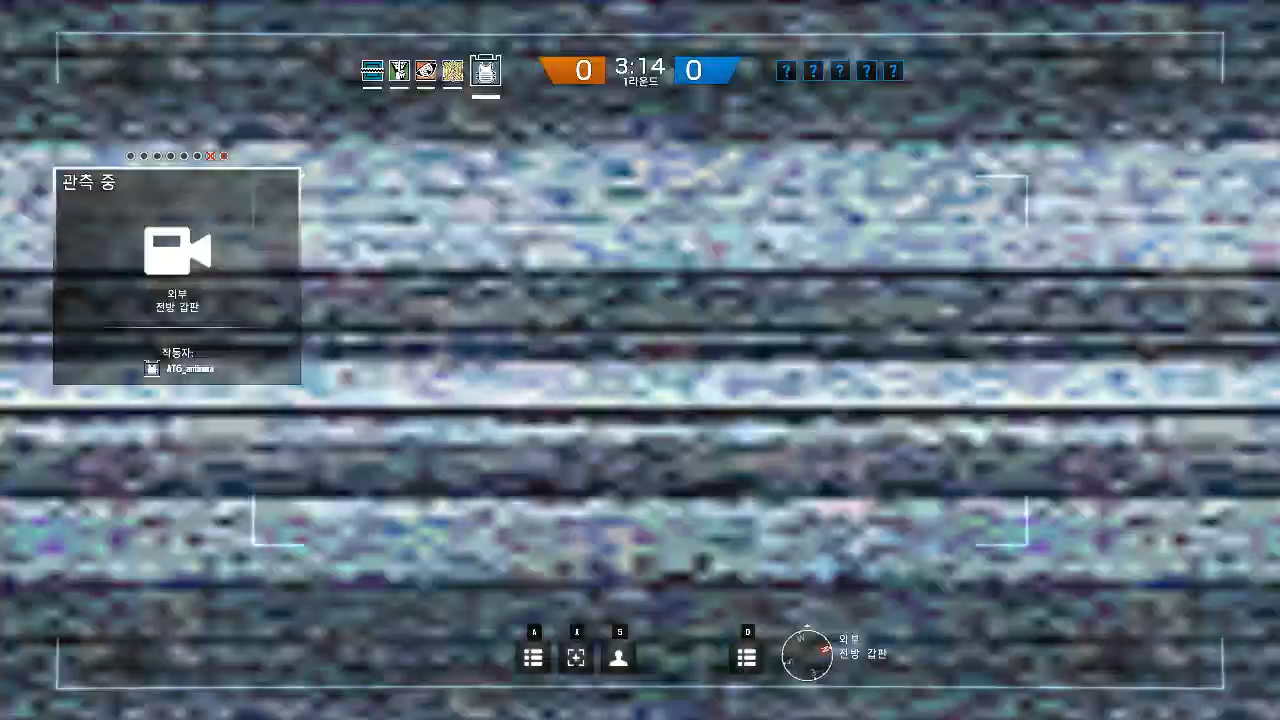 0
3:14
0
1라운드
? ? ? ? ?
관측 중
외부
전방 갑판
작동자:
A S
D
외부
전방 갑판
W